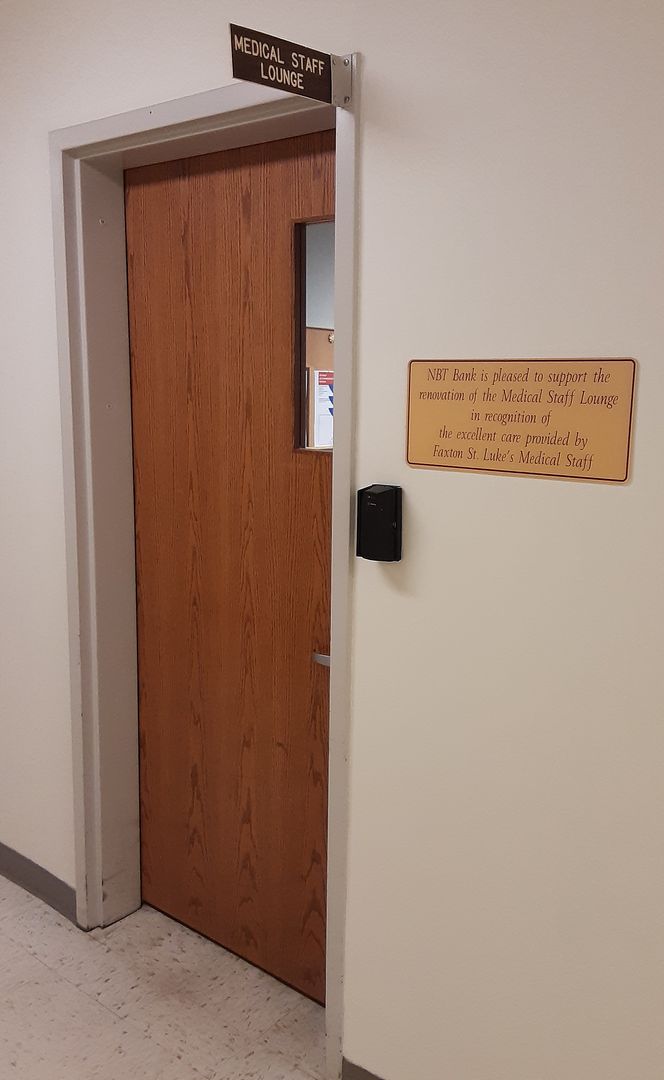 MEDICAL STAFF
LOUNGE
NBT Bank is pleased to support the
renovation of the Medical Staff Lounge
in recognition of
the excellent care provided by
Faxton St. Luke's Medical Staff